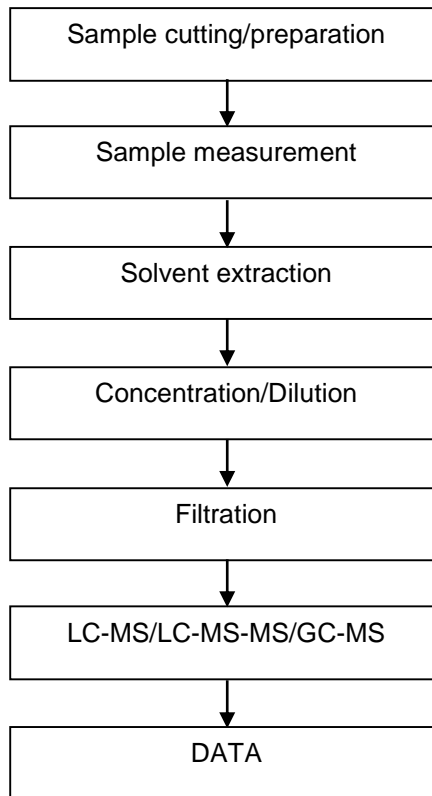 Sample cutting/preparation
Sample measurement
Solvent extraction
Concentration/Dilution
Filtration
LC-MS/LC-MS-MS/GC-MS
DATA